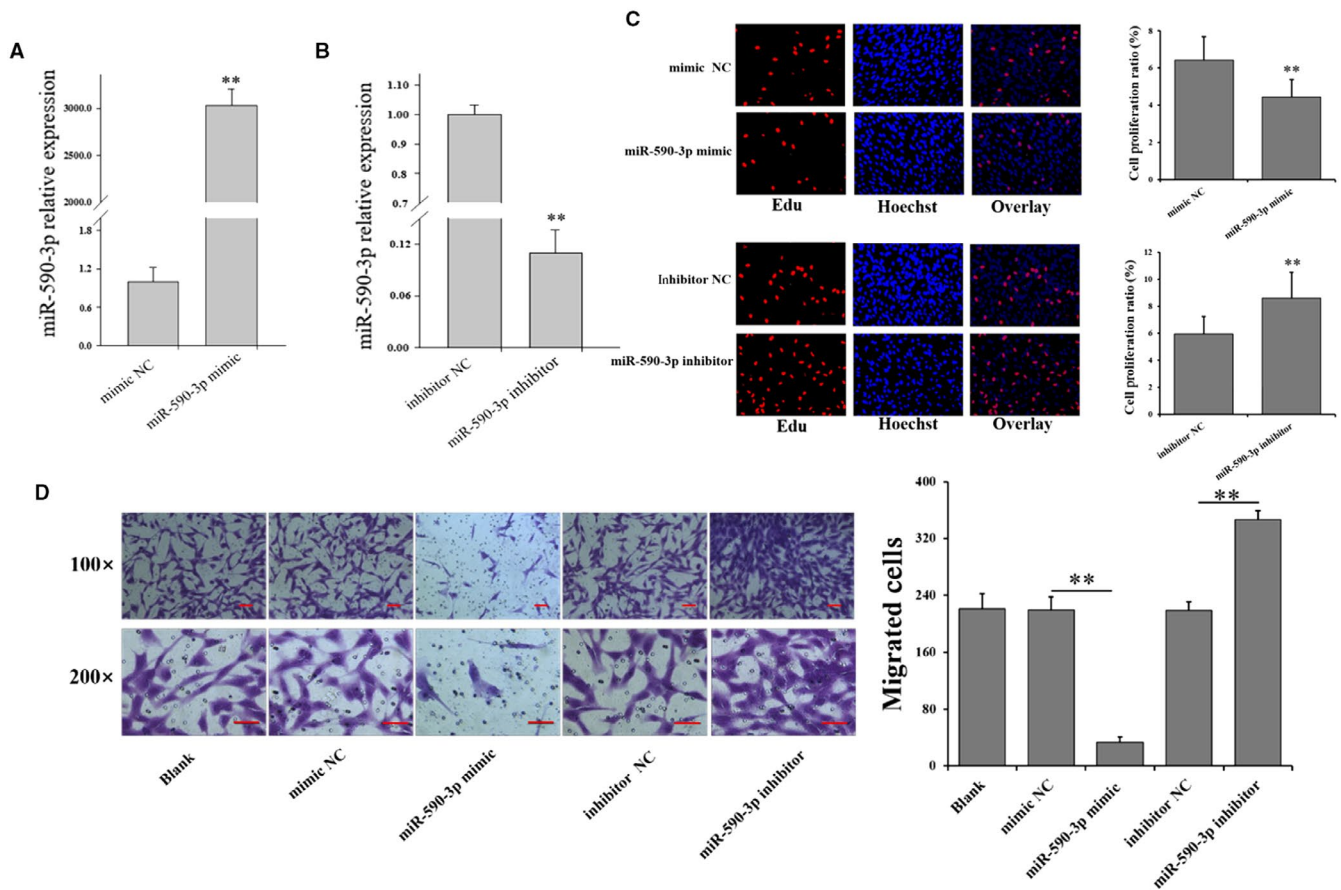 A
miR-590-3p relative expression
3000.0
2500.0
2000.0
1.8
1.2
0.6
0.0
**
mimic NC
miR-590-3p mimic
B
miR-590-3p relative expression
1.10
1.00
0.9
0.8
0.7
0.12
0.06
0.00
**
inhibitor NC
miR-590-3p inhibitor
C
mimic NC
miR-590-3p mimic
Edu
Hoechst
Overlay
Cell proliferation ratio (%)
8
6
4
2
0
**
mimic NC
miR-590-3p mimic
Inhibitor NC
miR-590-3p inhibitor
Edu
Hoechst
Overlay
Cell proteination ratio (%)
12
10
8
6
4
2
0
**
inhibitor NC
miR-590-3p inhibitor
D
100×
200×
Blank
mimic NC
miR-590-3p mimic
inhibitor NC
miR-590-3p inhibitor
Migrated cells
400
320
240
160
80
0
**
**
Blank
mimic NC
miR-590-3p mimic
inhibitor NC
miR-590-3p inhibitor